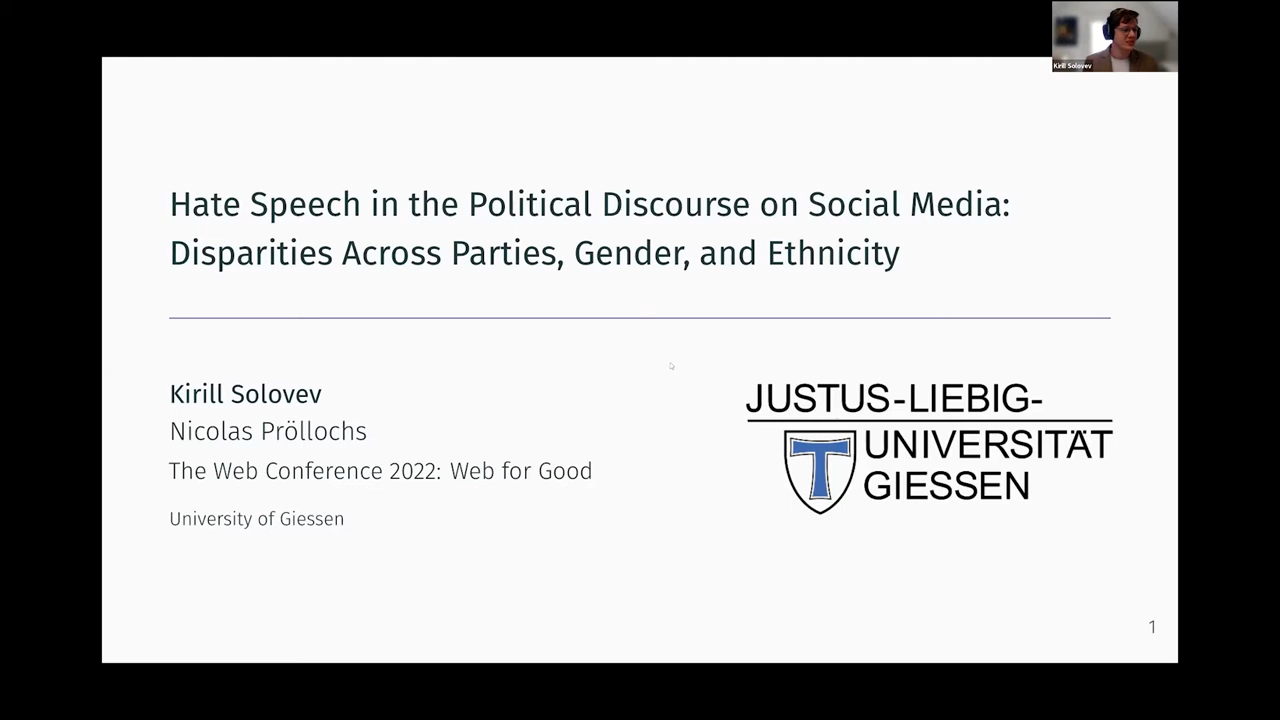 Kirill Solovev
Hate Speech in the Political Discourse on Social Media:
Disparities Across Parties, Gender, and Ethnicity
Kirill Solovev
Nicolas Pröllochs
The Web Conference 2022: Web for Good
University of Giessen
JUSTUS-LIEBIG-
UNIVERSITÄT
GIESSEN
1